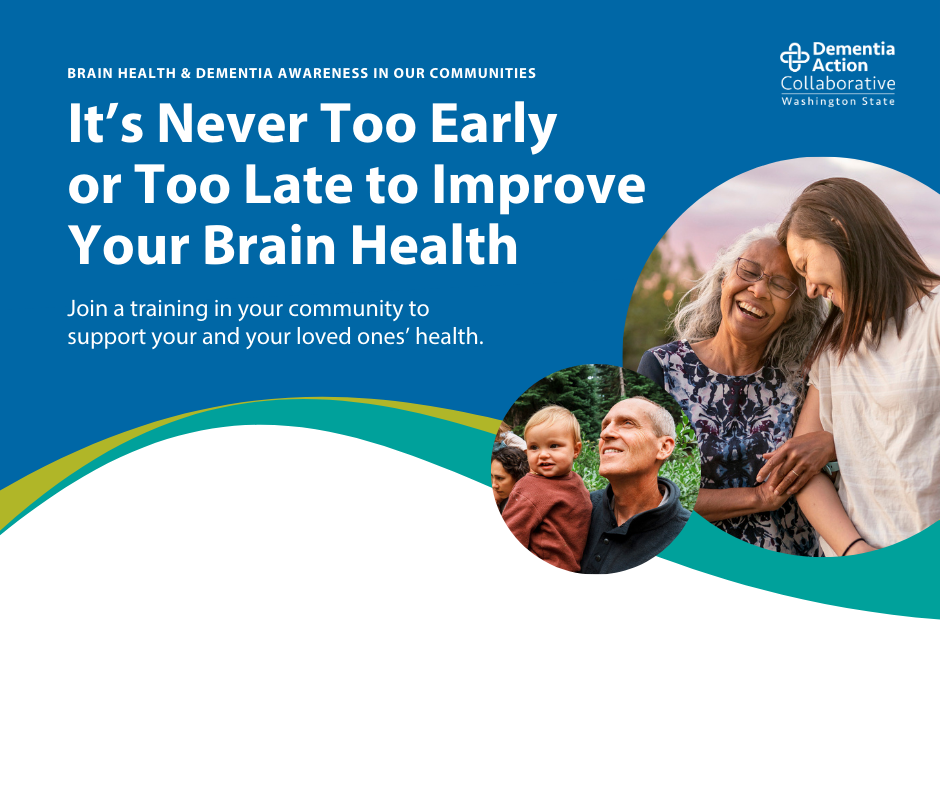 BRAIN HEALTH & DEMENTIA AWARENESS IN OUR COMMUNITIES
It’s Never Too Early
or Too Late to Improve
Your Brain Health
Join a training in your community to
support your and your loved ones’ health.
Dementia
Action
Collaborative
Washington State